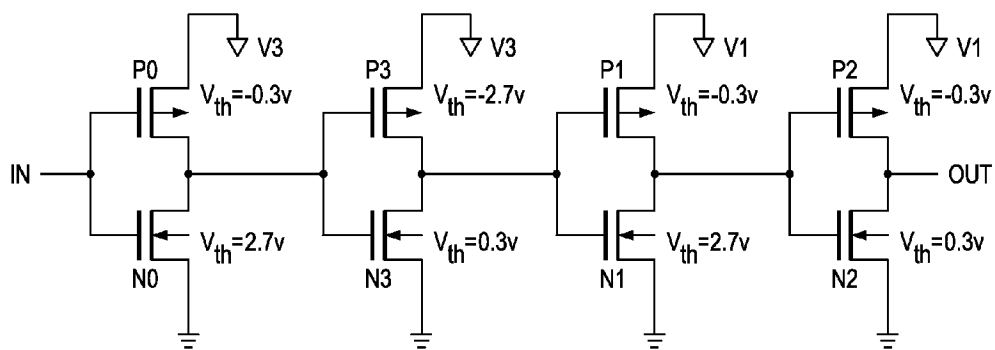 V3
V3
V1
V1
P0
P3
P1
P2
Vth=-0.3v
Vth=-2.7v
Vth=-0.3v
Vth=-0.3v
IN
OUT
Vth=2.7v
Vth=0.3v
Vth=2.7v
Vth=0.3v
N0
N3
N1
N2